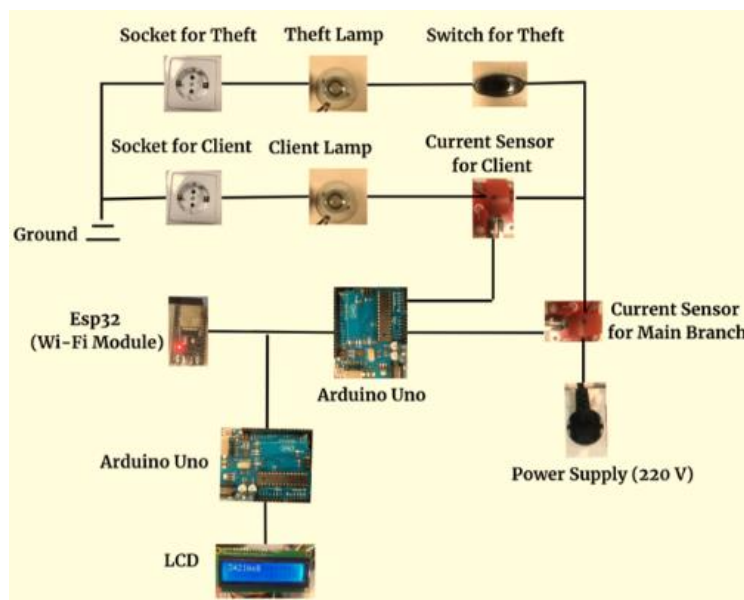 Socket for Theft
Theft Lamp
Switch for Theft
Socket for Client
Client Lamp
Current Sensor
for Client
Ground
Esp32
(Wi-Fi Module)
Arduino Uno
Current Sensor
for Main Branch
Arduino Uno
Power Supply (220 V)
LCD